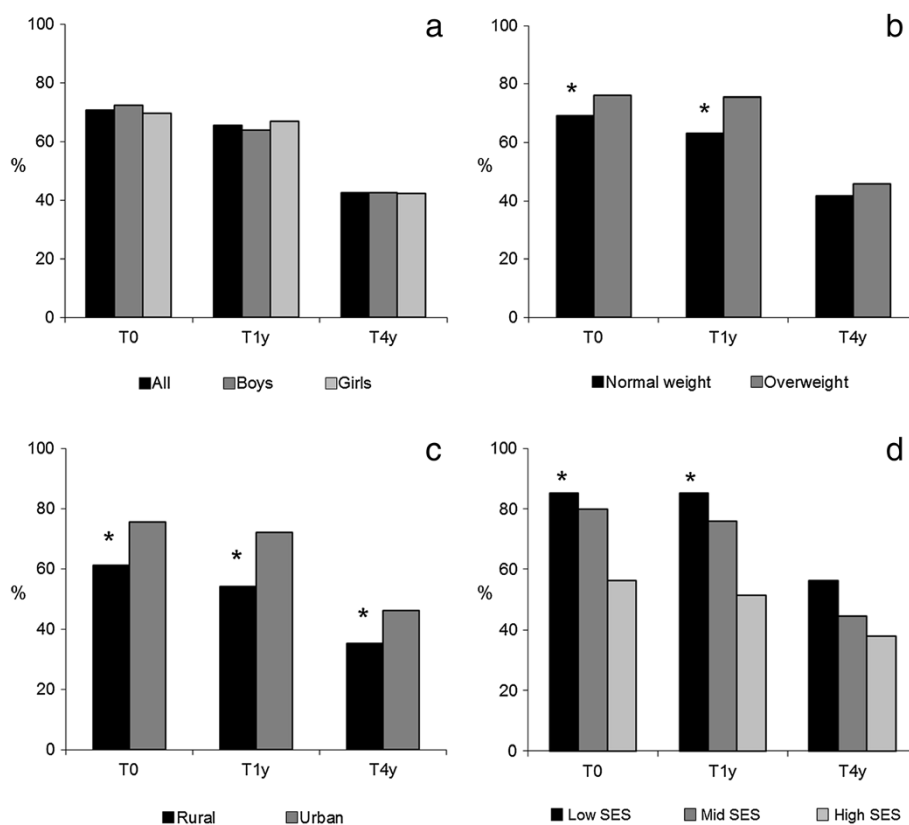 a
100
80
60
%
40
20
0
T0 T1y T4y
All Boys Girls
b
100
80
* *
60
%
40
20
0
T0 T1y T4y
Normal weight Overweight
c
100
80
* * *
60
%
40
20
0
T0 T1y T4y
Rural Urban
d
100
* *
80
60
%
40
20
0
T0 T1y T4y
Low SES Mid SES High SES